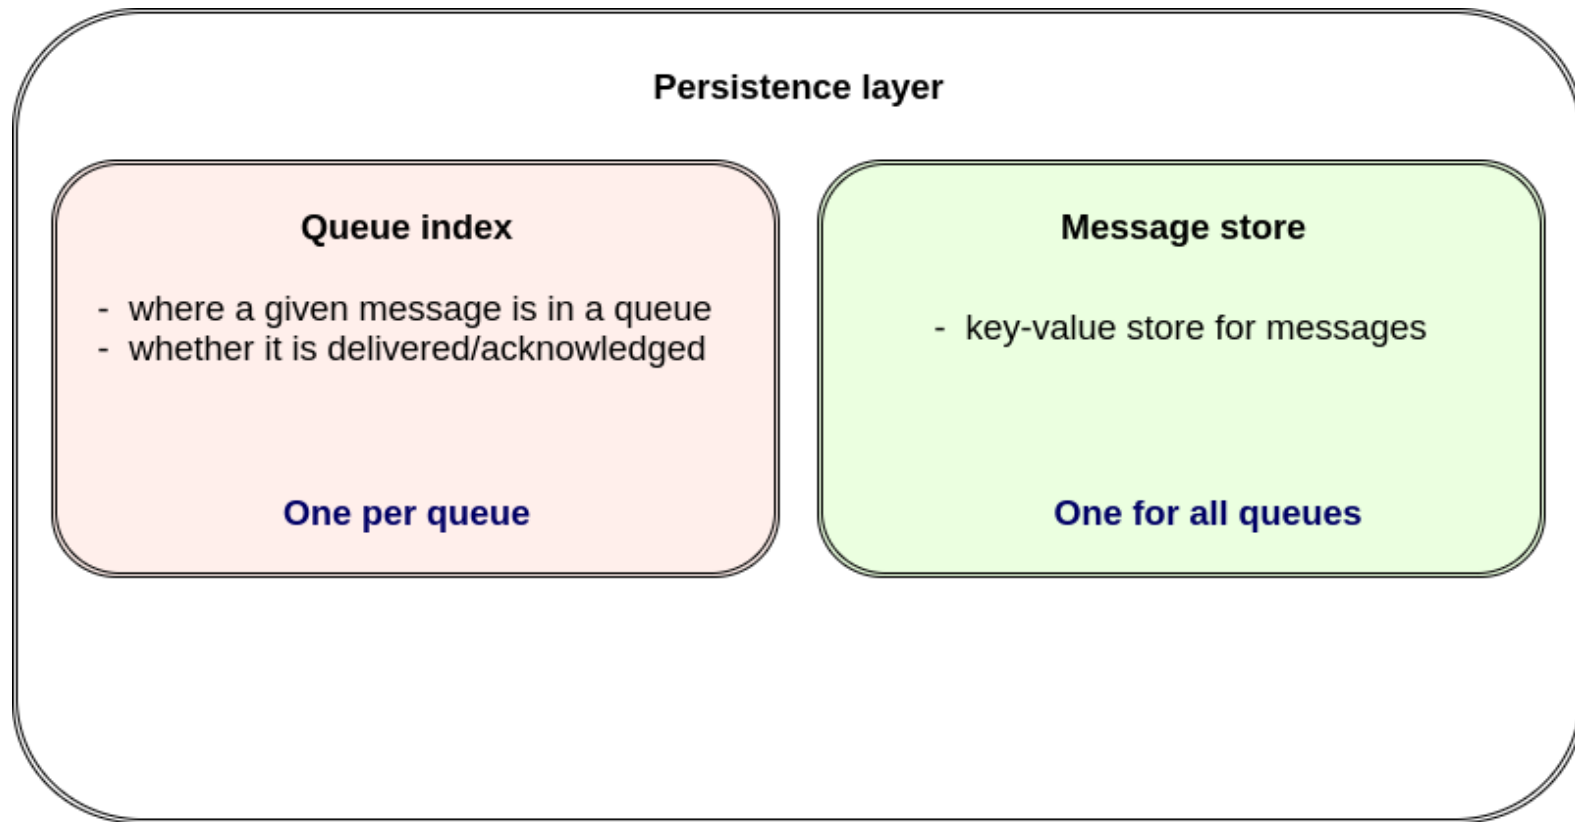 Persistence layer
Queue index
- where a given message is in a queue
- whether it is delivered/acknowledged
One per queue
Message store
- key-value store for messages
One for all queues